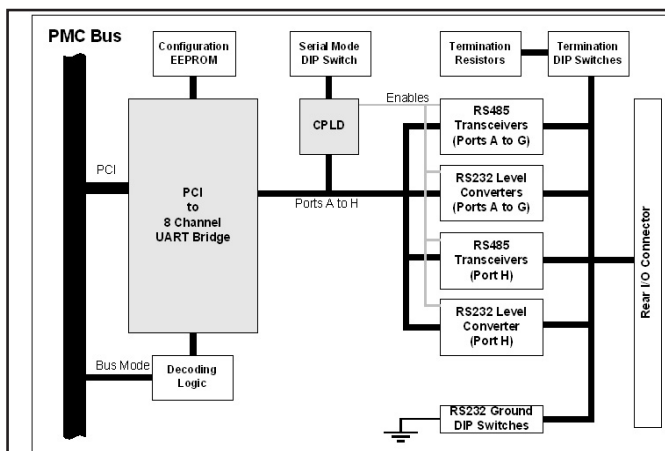 PMC Bus
Configuration
EEPROM
Serial Mode
DIP Switch
Termination
Resistors
Termination
DIP Switches
Enables
CPLD
RS485
Transceivers
(Ports A to G)
PCI
PCI
to
8 Channel
UART Bridge
Ports A to H
RS232 Level
Converters
(Ports A to G)
RS485
Transceivers
(Port H)
RS232 Level
Converter
(Port H)
Rear I/O Connector
Bus Mode
Decoding
Logic
RS232 Ground
DIP Switches